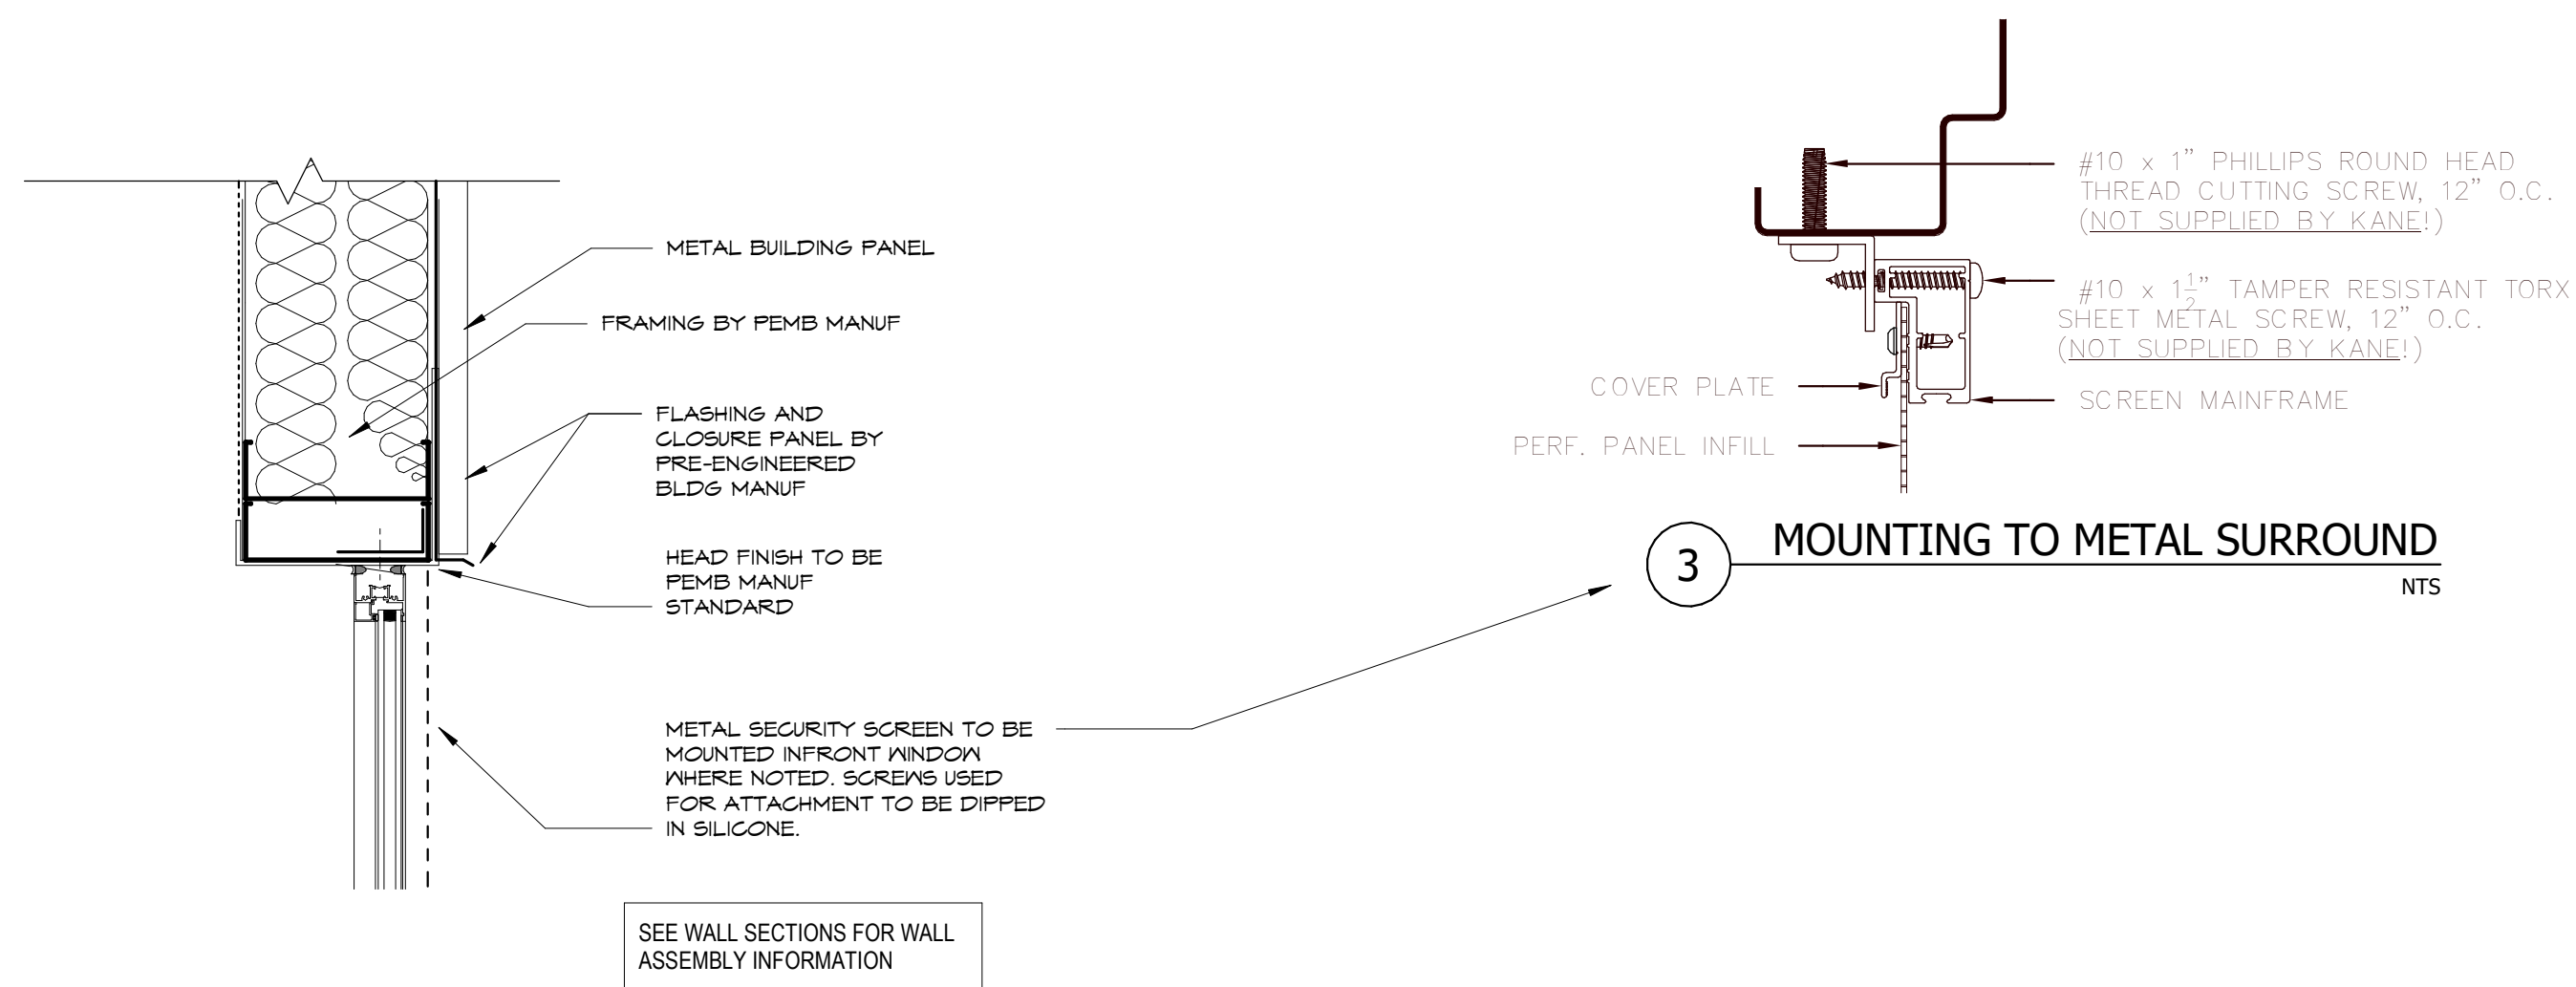 METAL BUILDING PANEL
FRAMING BY PEMB MANUF
FLASHING AND
CLOSURE PANEL BY
PRE-ENGINEERED
BLDG MANUF
HEAD FINISH TO BE
PEMB MANUF
STANDARD
METAL SECURITY SCREEN TO BE
MOUNTED INFRONT WINDOW
WHERE NOTED. SCREWS USED
FOR ATTACHMENT TO BE DIPPED
IN SILICONE.
SEE WALL SECTIONS FOR WALL
ASSEMBLY INFORMATION
#10 x 1" PHILLIPS ROUND HEAD
THREAD CUTTING SCREW, 12" O.C.
(NOT SUPPLIED BY KANE!)
#10 x 1 1/2" TAMPER RESISTANT TORX
SHEET METAL SCREW, 12" O.C.
(NOT SUPPLIED BY KANE!)
COVER PLATE
SCREEN MAINFRAME
PERF. PANEL INFILL
3 MOUNTING TO METAL SURROUND
NTS